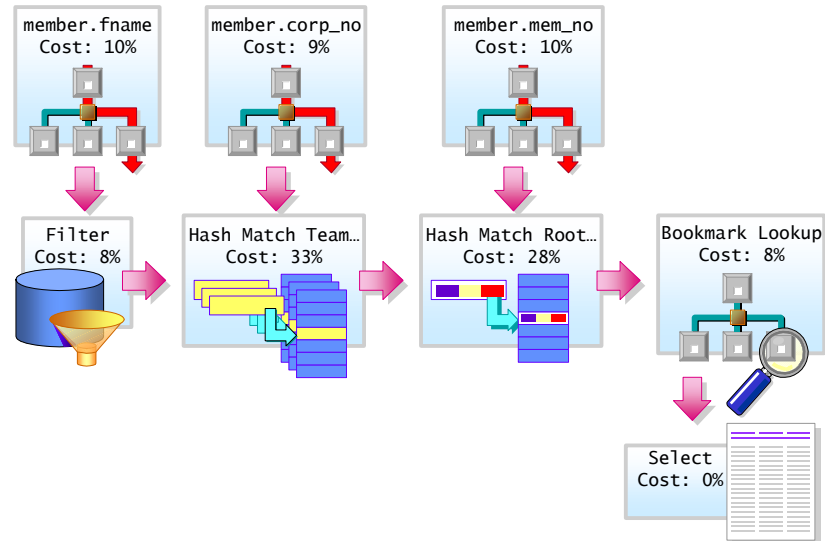 member.fname
Cost: 10%
member.corp_no
Cost: 9%
member.mem_no
Cost: 10%
Filter
Cost: 8%
Hash Match Team…
Cost: 33%
Hash Match Root…
Cost: 28%
Bookmark Lookup
Cost: 8%
Select
Cost: 0%